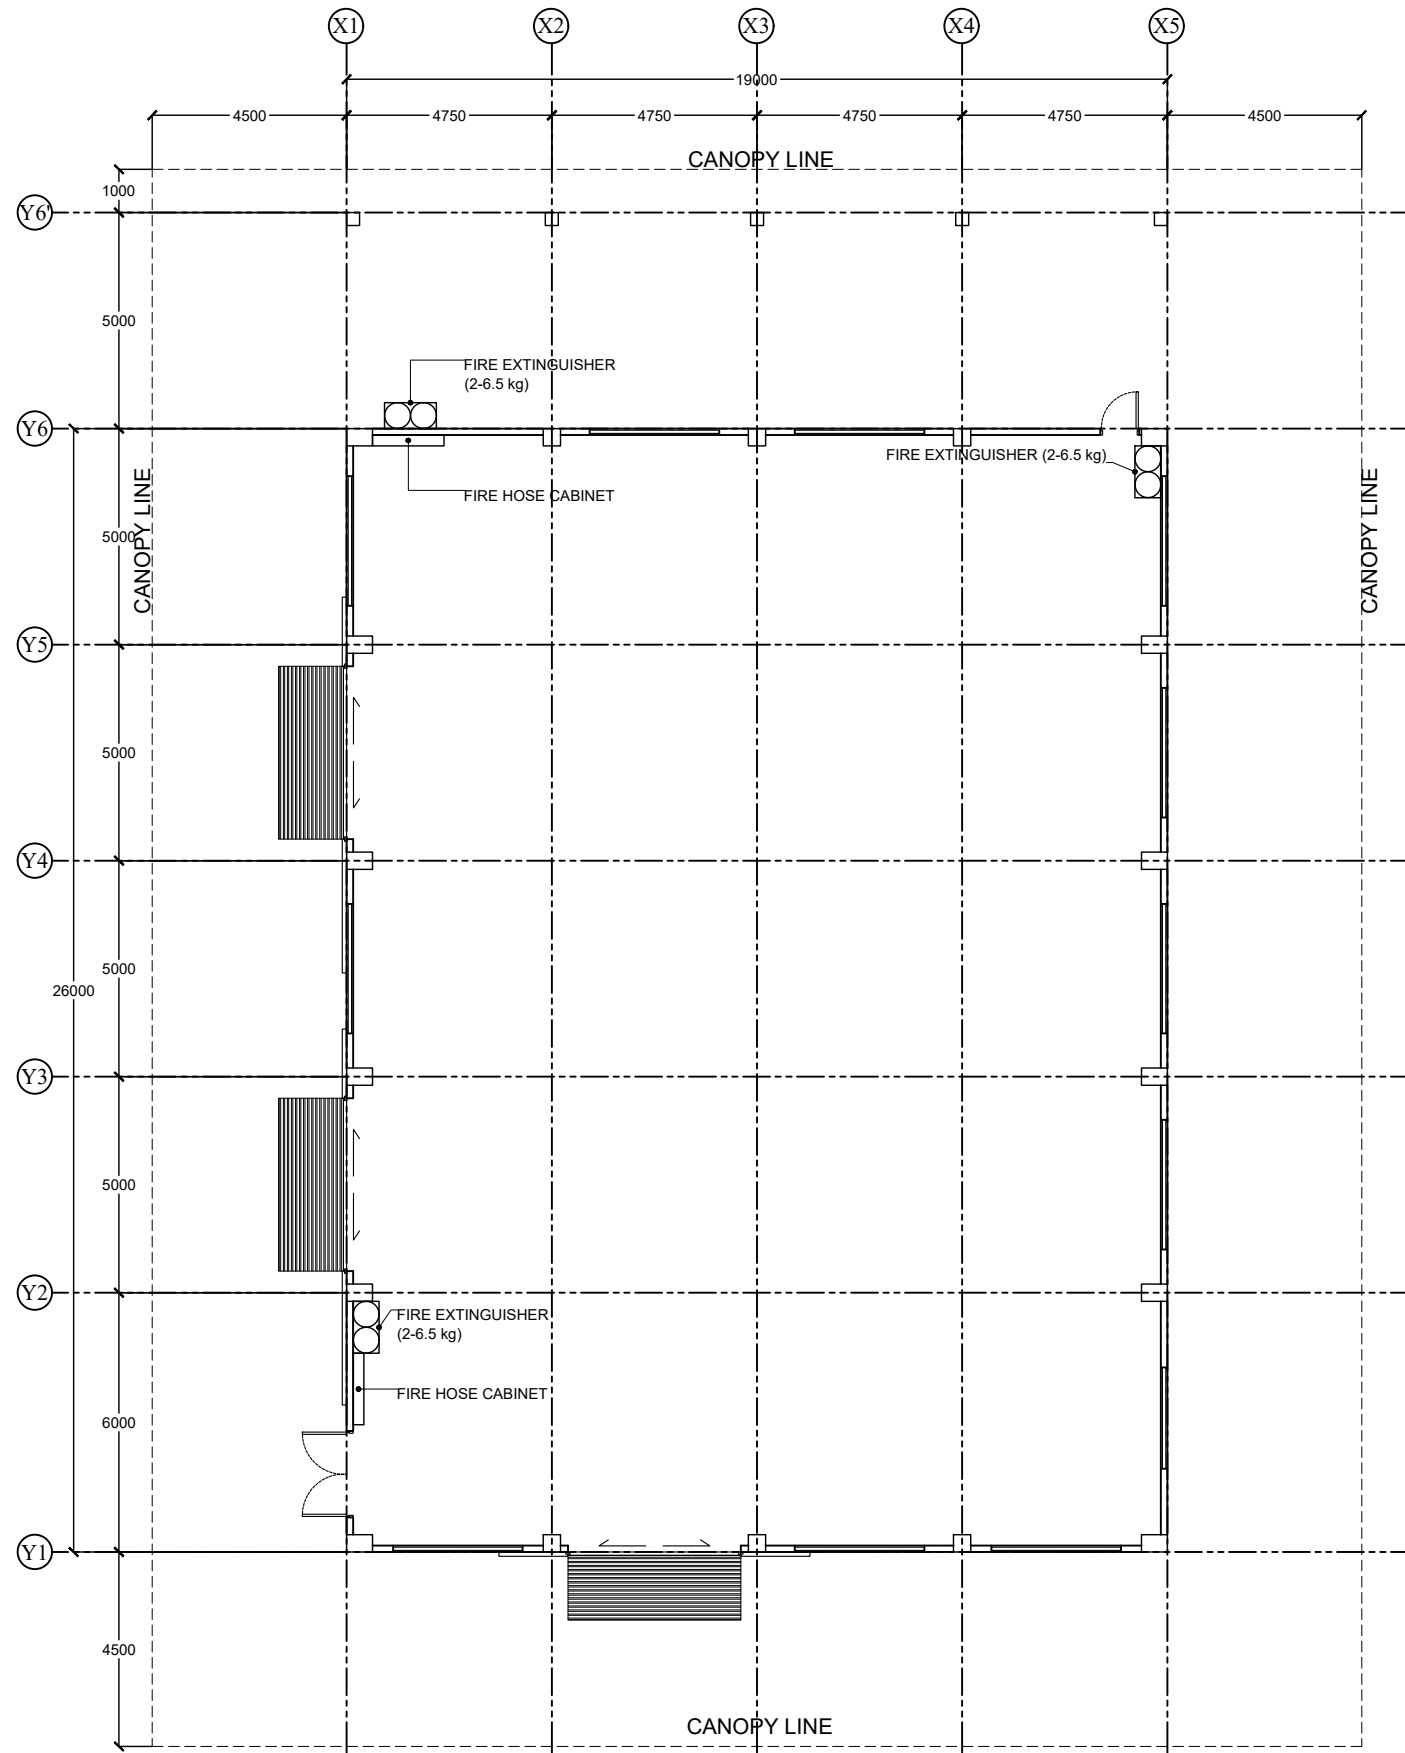 X1
X2
X3
X4
X5
19000
4500
4750
4750
4750
4750
4500
CANOPY LINE
1000
Y6'
5000
FIRE EXTINGUISHER
(2-6.5 kg)
Y6
FIRE EXTINGUISHER (2-6.5 kg)
FIRE HOSE CABINET
CANOPY LINE
CANOPY LINE
5000
Y5
5000
Y4
5000
26000
Y3
5000
Y2
FIRE EXTINGUISHER
(2-6.5 kg)
FIRE HOSE CABINET
6000
Y1
4500
CANOPY LINE